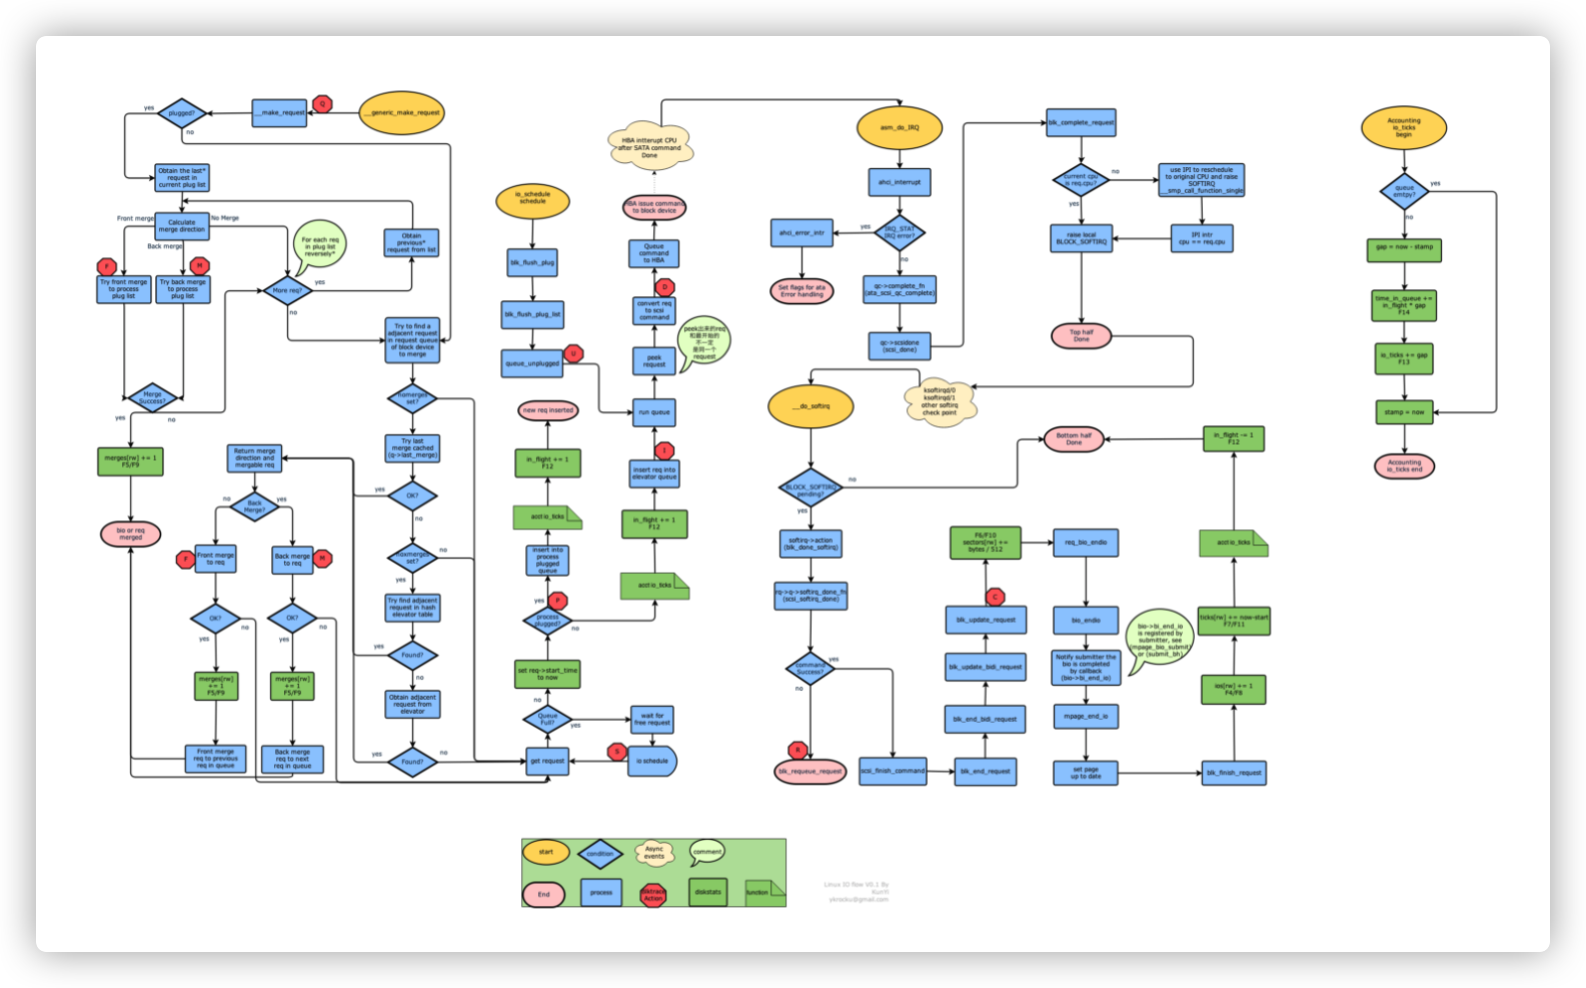 __generic_make_request
Q
__make_request
plugged?
yes
no
Obtain the last*
request in
current plug list
Calculate
merge direction
Front merge
No Merge
Back merge
F
M
Try front merge
to process
plug list
Try back merge
to process
plug list
For each req
in plug list
reversely*
More req?
yes
no
Obtain
previous*
request from list
Merge
Success?
yes
no
merges[rw] += 1
F5/F9
bio or req
merged
Try to find a
adjacent request
in request queue
of block device
to merge
nomerges
set?
Try last
merge cached
(q->last_merge)
OK?
yes
no
noxmerges
set?
no
yes
Try find adjacent
request in hash
elevator table
Found?
yes
no
Obtain adjacent
request from
elevator
Found?
yes
no
Return merge
direction and
mergable req
Back
Merge?
no
yes
F
Front merge
to req
Back merge
to req
M
OK?
no
yes
OK?
no
yes
merges[rw]
+= 1
F5/F9
merges[rw]
+= 1
F5/F9
Front merge
req to previous
req in queue
Back merge
req to next
req in queue
io_schedule
schedule
blk_flush_plug
blk_flush_plug_list
queue_unplugged
U
new req inserted
in_flight += 1
F12
acct io_ticks
insert into
process
plugged
queue
yes
P
process
plugged?
no
set req->start_time
to now
no
Queue
Full?
yes
get request
wait for
free request
S
io schedule
HBA intterupt CPU
after SATA command
Done
HBA issue command
to block device
Queue
command
to HBA
D
convert req
to scsi
command
peek
request
peek出来的req
和最开始的
不一定
是同一个
request
run queue
I
insert req into
elevator queue
in_flight += 1
F12
acct io_ticks
asm_do_IRQ
ahci_interrupt
IRQ_STAT
IRQ error?
yes
no
ahci_error_intr
Set flags for ata
Error handling
qc->complete_fn
(ata_scsi_qc_complete)
qc->scsidone
(scsi_done)
blk_complete_request
current cpu
is req.cpu?
no
yes
use IPI to reschedule
to original CPU and raise
SOFTIRQ
__smp_call_function_single
IPI intr
cpu == req.cpu
raise local
BLOCK_SOFTIRQ
Top half
Done
ksoftirqd/0
ksoftirqd/1
other softirq
check point
__do_softirq
BLOCK_SOFTIRQ
pending?
no
yes
Bottom half
Done
softirq->action
(blk_done_softirq)
rq->q->softirq_done_fn
(scsi_softirq_done)
command
Success?
yes
no
R
blk_requeue_request
scsi_finish_command
blk_end_request
blk_end_bidi_request
blk_update_bidi_request
blk_update_request
C
F6/F10
sectors[rw] +=
bytes / 512
req_bio_endio
bio_endio
Notify submitter the
bio is completed
by callback
(bio->bi_end_io)
bio->bi_end_io
is registered by
submitter, see
(mpage_bio_submit)
or (submit_bh)
mpage_end_io
set page
up to date
blk_finish_request
ios[rw] += 1
F4/F8
ticks[rw] += now-start
F7/F11
acct io_ticks
in_flight -= 1
F12
Accounting
io_ticks
begin
queue
emtpy?
yes
no
gap = now - stamp
time_in_queue +=
in_flight * gap
F14
io_ticks += gap
F13
stamp = now
Accounting
io_ticks end
start
condition
Async
events
comment
End
process
Blktrace
Action
diskstats
function
Linux IO flow V0.1 By